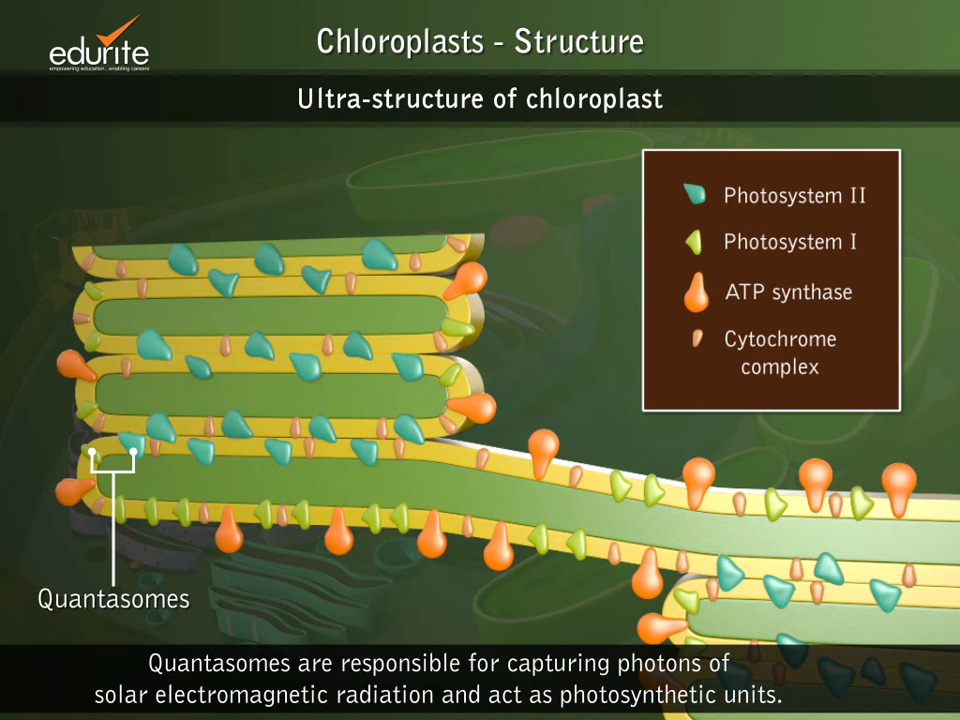 edurite
empowering education...enabling careers
Chloroplasts - Structure
Ultra-structure of chloroplast
Photosystem II
Photosystem I
ATP synthase
Cytochrome
complex
Quantasomes
Quantasomes are responsible for capturing photons of
solar electromagnetic radiation and act as photosynthetic units.